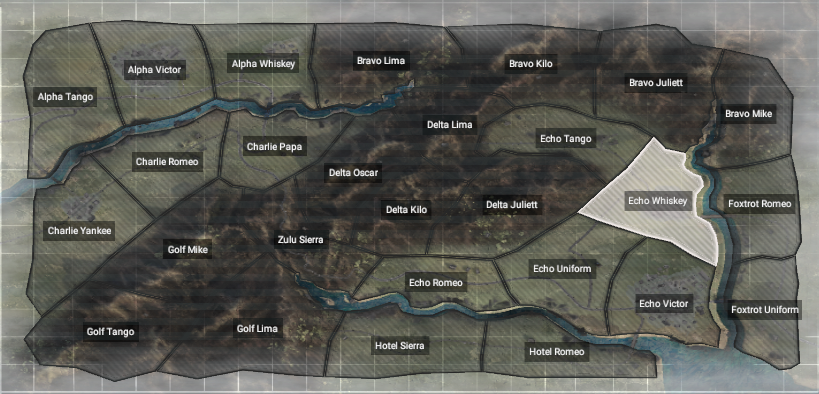 Bravo Lima
Alpha Whiskey
Bravo Kilo
Alpha Victor
Bravo Juliett
Alpha Tango
Bravo Mike
Delta Lima
Echo Tango
Charlie Papa
Charlie Romeo
Delta Oscar
Echo Whiskey
Foxtrot Romeo
Delta Juliett
Delta Kilo
Charlie Yankee
Zulu Sierra
Golf Mike
Echo Uniform
Echo Romeo
Echo Victor
Foxtrot Uniform
Golf Lima
Golf Tango
Hotel Sierra
Hotel Romeo